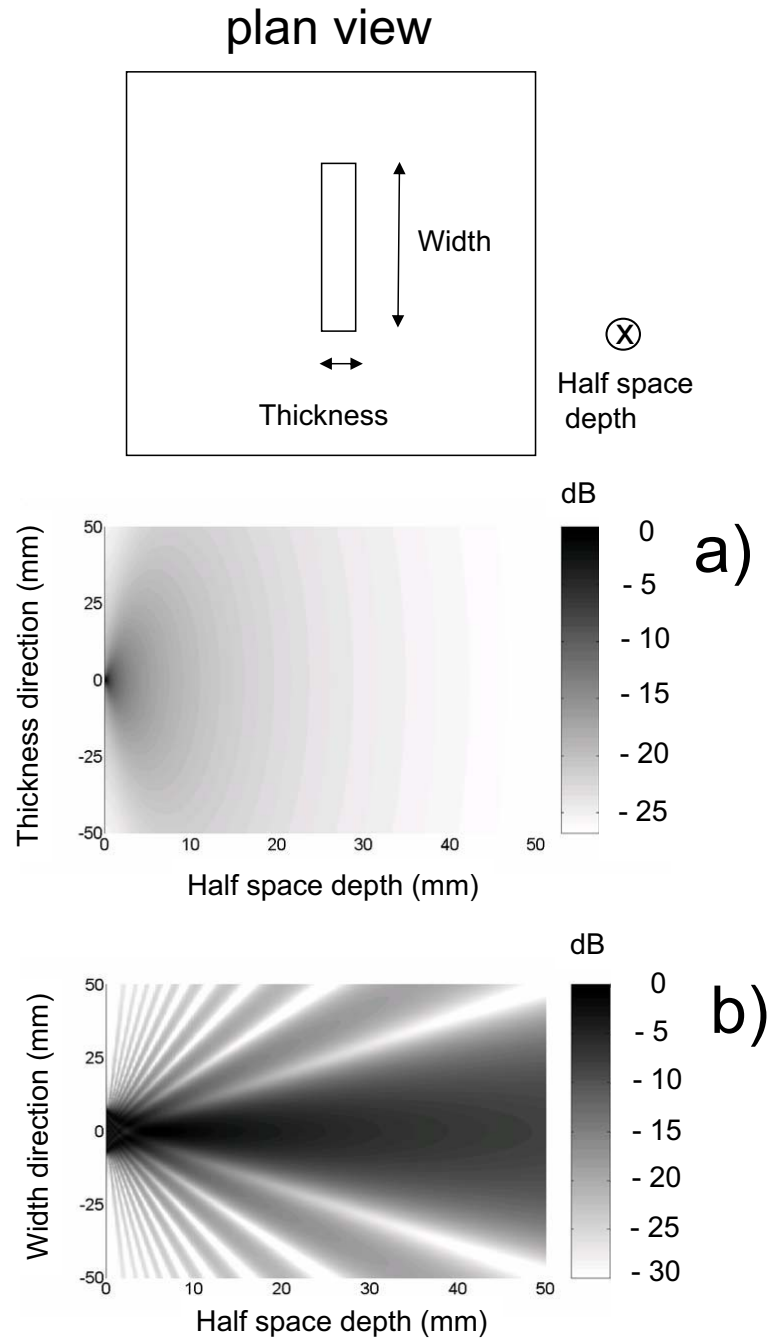 plan view
Width
Thickness
X
Half space
depth
dB
a)
0
- 5
- 10
- 15
- 20
- 25
Thickness direction (mm)
50
25
0
-25
-50
0 10 20 30 40 50
Half space depth (mm)
dB
b)
0
- 5
- 10
- 15
- 20
- 25
- 30
Width direction (mm)
50
25
0
-25
-50
0 10 20 30 40 50
Half space depth (mm)